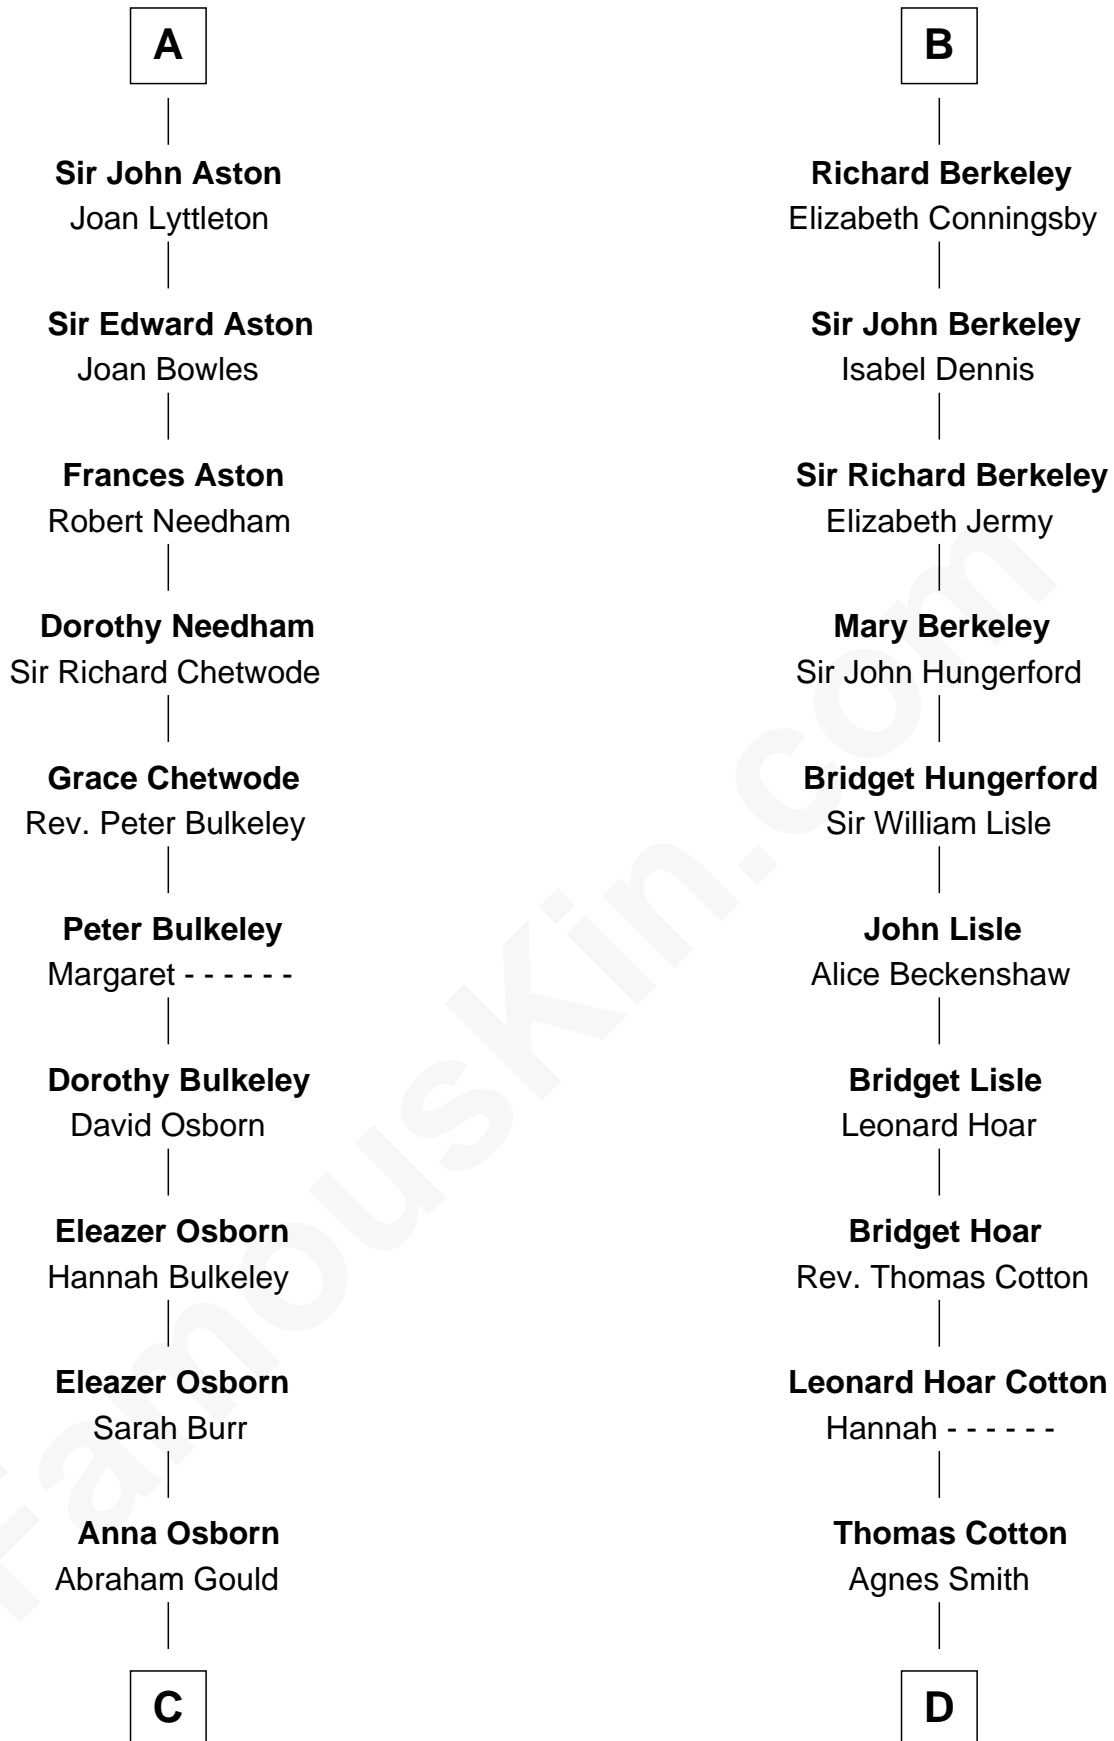 A
Sir John Aston
Joan Lyttleton
Sir Edward Aston
Joan Bowles
Frances Aston
Robert Needham
Dorothy Needham
Sir Richard Chetwode
Grace Chetwode
Rev. Peter Bulkeley
Peter Bulkeley
Margaret - - - - - -
Dorothy Bulkeley
David Osborn
Eleazer Osborn
Hannah Bulkeley
Eleazer Osborn
Sarah Burr
Anna Osborn
Abraham Gould
C
B
Richard Berkeley
Elizabeth Conningsby
Sir John Berkeley
Isabel Dennis
Sir Richard Berkeley
Elizabeth Jermy
Mary Berkeley
Sir John Hungerford
Bridget Hungerford
Sir William Lisle
John Lisle
Alice Beckenshaw
Bridget Lisle
Leonard Hoar
Bridget Hoar
Rev. Thomas Cotton
Leonard Hoar Cotton
Hannah - - - - - -
Thomas Cotton
Agnes Smith
D
FamousKin.com